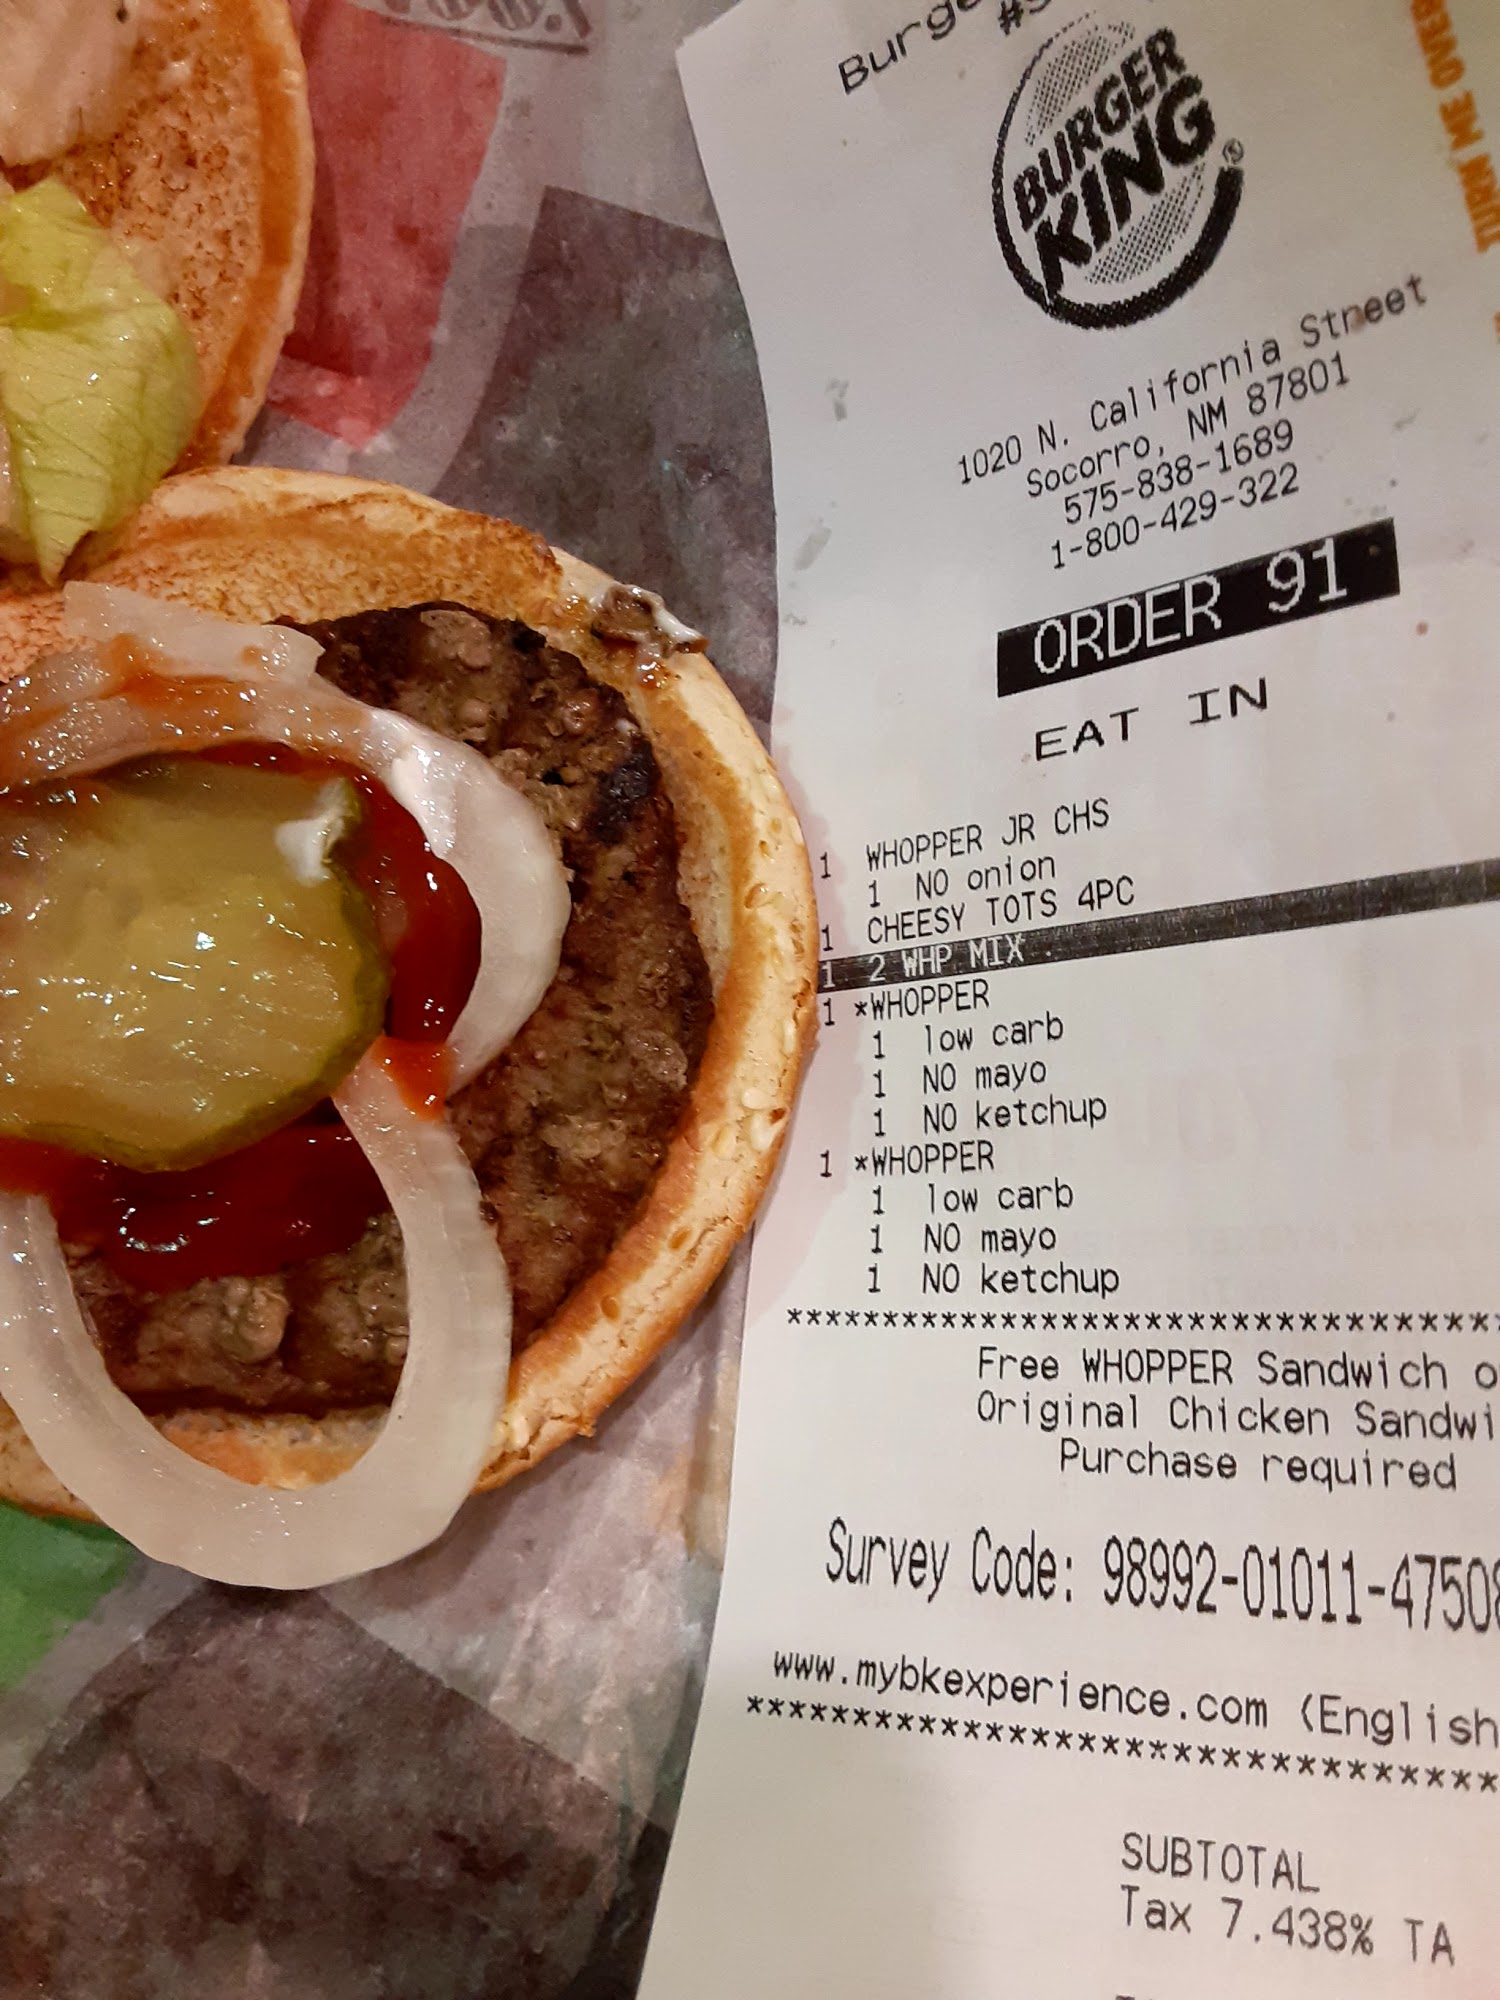 Burge
BURGER
KING
®
1020 N. California Street
Socorro, NM 87801
575-838-1689
1-800-429-322
ORDER 91
EAT IN
1 WHOPPER JR CHS
1 NO onion
1 CHEESY TOTS 4PC
1 2 WHP MIX
1 *WHOPPER
1 low carb
1 NO mayo
1 NO ketchup
1 *WHOPPER
1 low carb
1 NO mayo
1 NO ketchup
************************************
Free WHOPPER Sandwich o
Original Chicken Sandwi
Purchase required
Survey Code: 98992-01011-47508
www.mybkexperience.com (English
************************************
SUBTOTAL
Tax 7.438% TA
TURN ME OVER